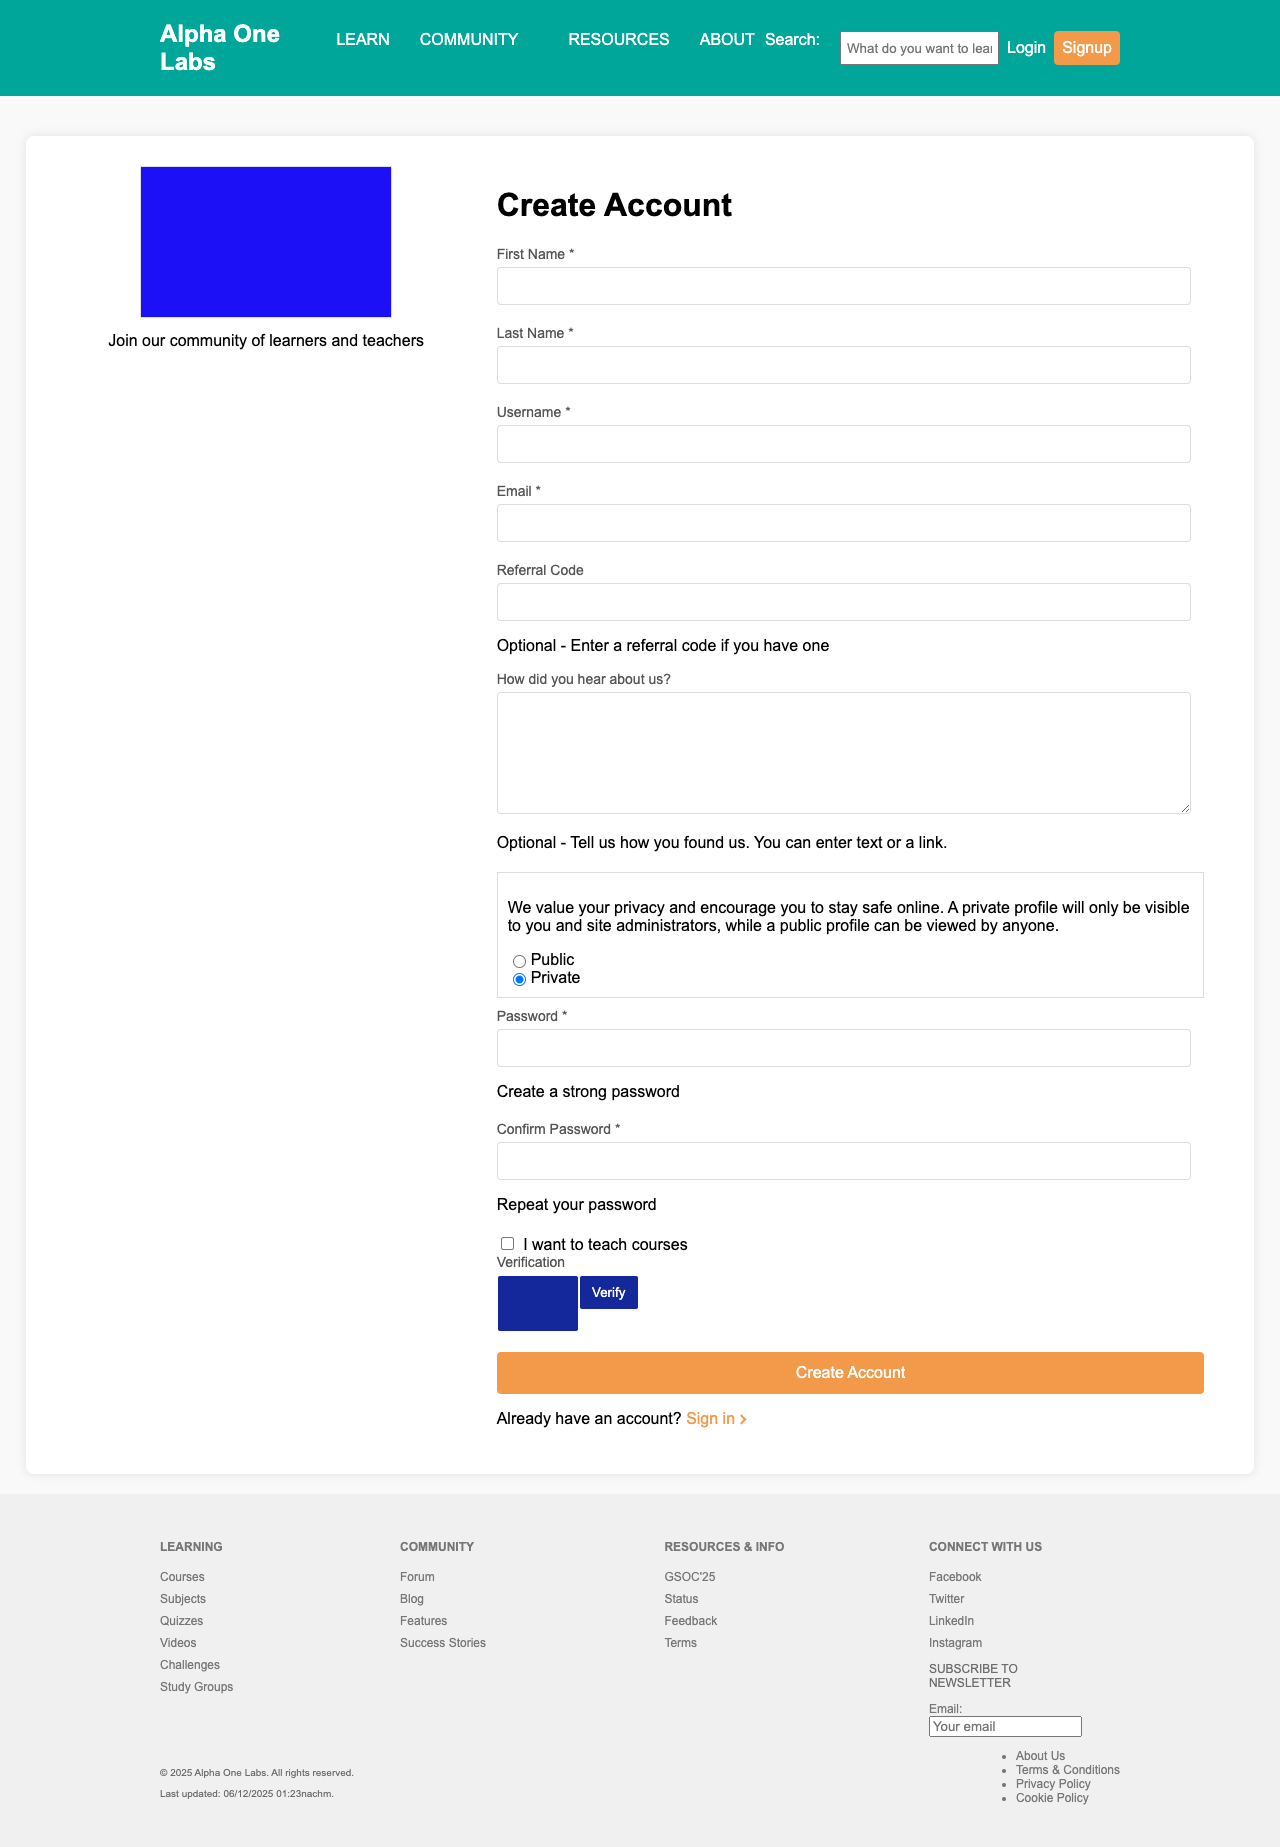 Alpha One
Labs
LEARN
COMMUNITY
RESOURCES
ABOUT
Search:
What do you want to lear
Login
Signup
Join our community of learners and teachers
Create Account
First Name *
Last Name *
Username *
Email *
Referral Code
Optional - Enter a referral code if you have one
How did you hear about us?
Optional - Tell us how you found us. You can enter text or a link.
We value your privacy and encourage you to stay safe online. A private profile will only be visible
to you and site administrators, while a public profile can be viewed by anyone.
Public
Private
Password *
Create a strong password
Confirm Password *
Repeat your password
I want to teach courses
Verification
Verify
Create Account
Already have an account? Sign in
LEARNING
Courses
Subjects
Quizzes
Videos
Challenges
Study Groups
COMMUNITY
Forum
Blog
Features
Success Stories
RESOURCES & INFO
GSOC'25
Status
Feedback
Terms
CONNECT WITH US
Facebook
Twitter
LinkedIn
Instagram
SUBSCRIBE TO
NEWSLETTER
Email:
Your email
© 2025 Alpha One Labs. All rights reserved.
Last updated: 06/12/2025 01:23nachm.
• About Us
• Terms & Conditions
• Privacy Policy
• Cookie Policy